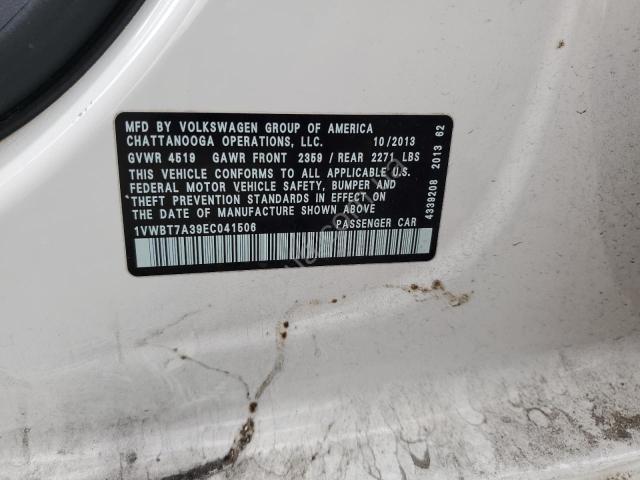 MFD BY VOLKSWAGEN GROUP OF AMERICA
CHATTANOOGA OPERATIONS, LLC. 10/2013
GVWR 4519 GAWR FRONT 2359 / REAR 2271 LBS
THIS VEHICLE CONFORMS TO ALL APPLICABLE U.S.
FEDERAL MOTOR VEHICLE SAFETY, BUMPER AND
THEFT PREVENTION STANDARDS IN EFFECT ON
THE DATE OF MANUFACTURE SHOWN ABOVE.
1VWBT7A39EC041506 PASSENGER CAR
4339208 2013 62